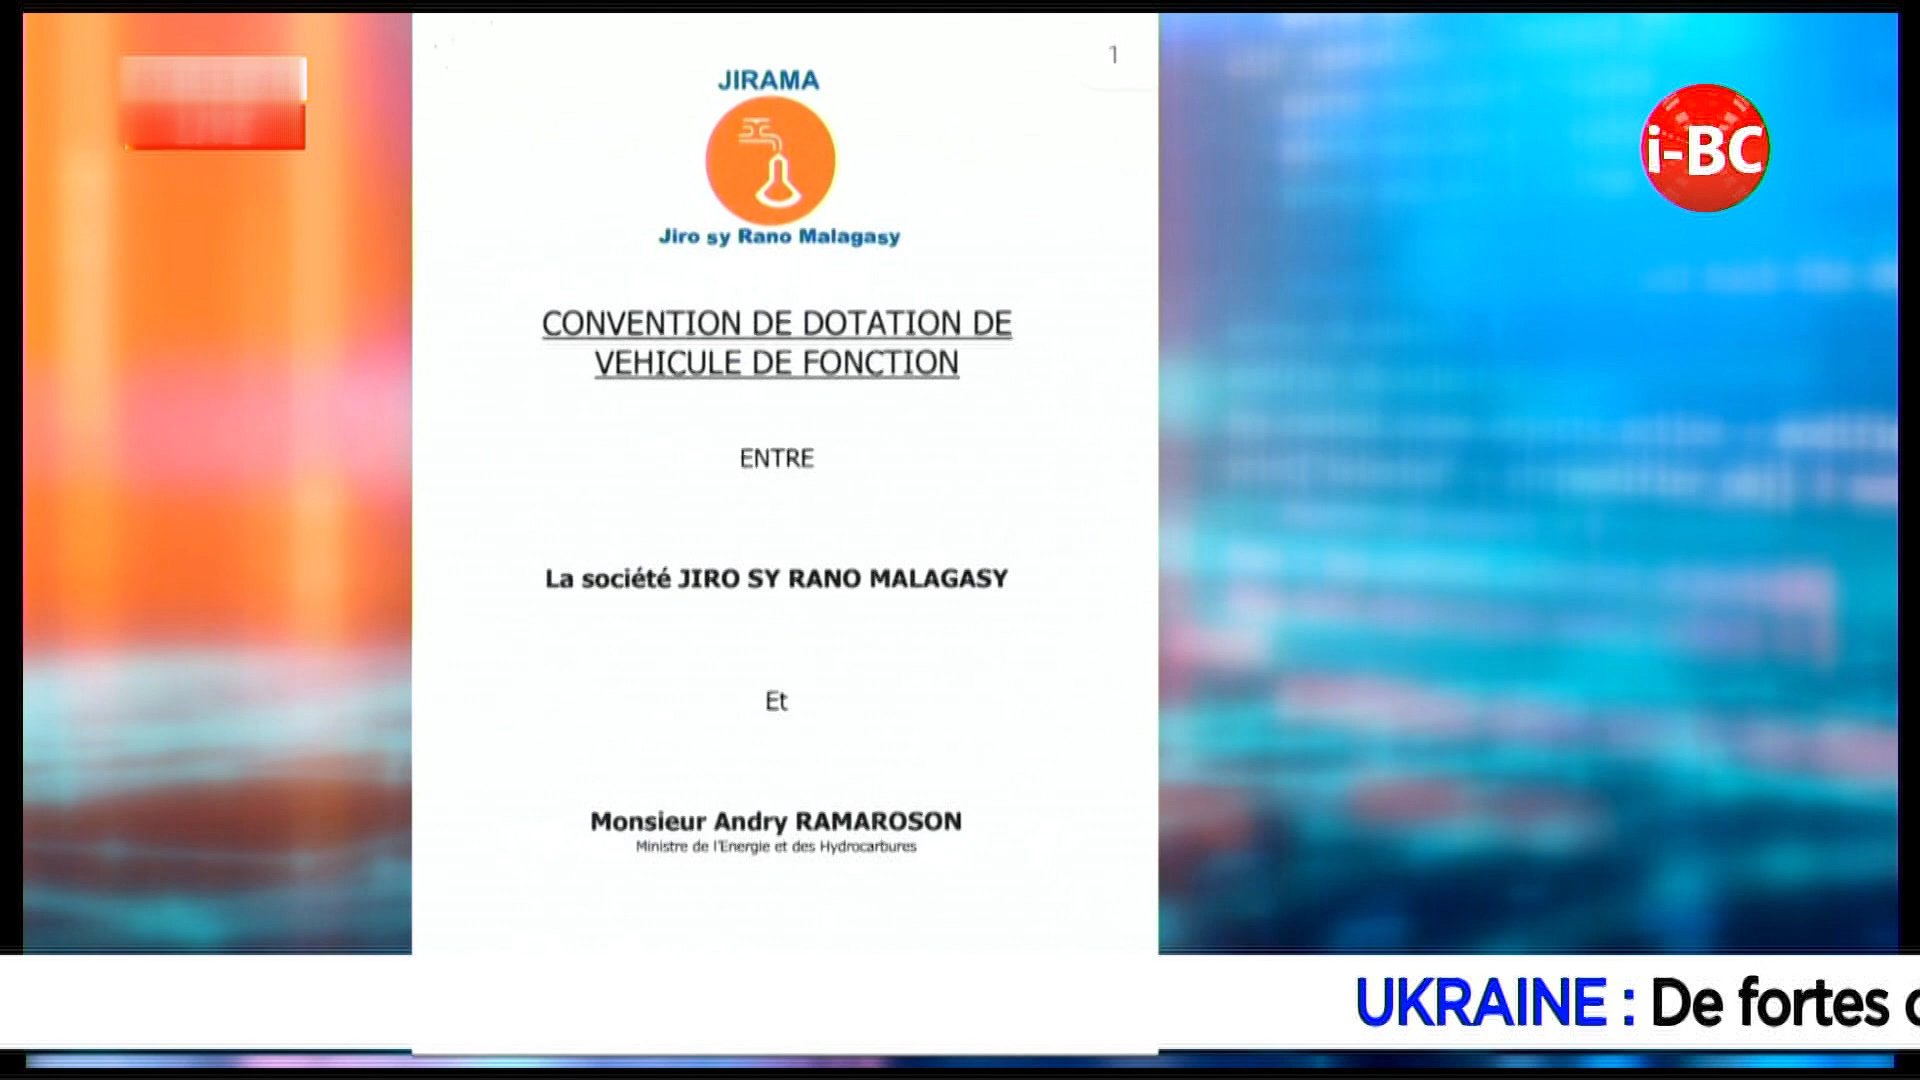 1
JIRAMA
Jiro sy Rano Malagasy
i-BC
CONVENTION DE DOTATION DE
VEHICULE DE FONCTION
ENTRE
La société JIRO SY RANO MALAGASY
Et
Monsieur Andry RAMAROSON
Ministre de l'Energie et des Hydrocarbures
UKRAINE : De fortes